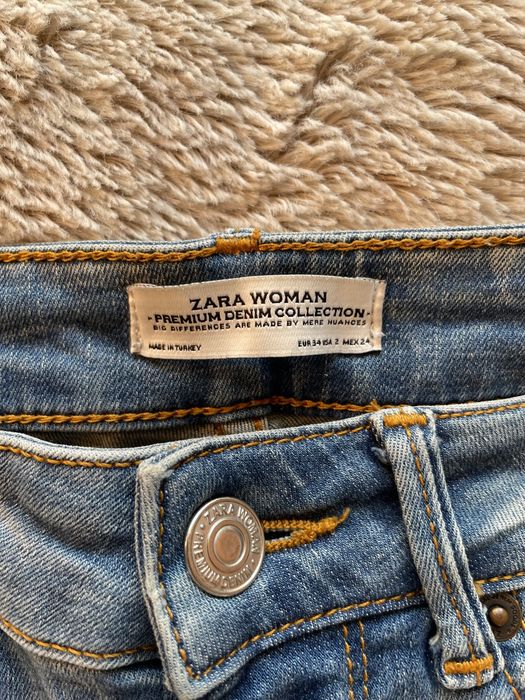 ZARA WOMAN
- PREMIUM DENIM COLLECTION -
BIG DIFFERENCES ARE MADE BY MERE NUANCES
MADE IN TURKEY EUR 34 USA 2 MEX 24
· ZARA WOMAN ·
PREMIUM DENIM